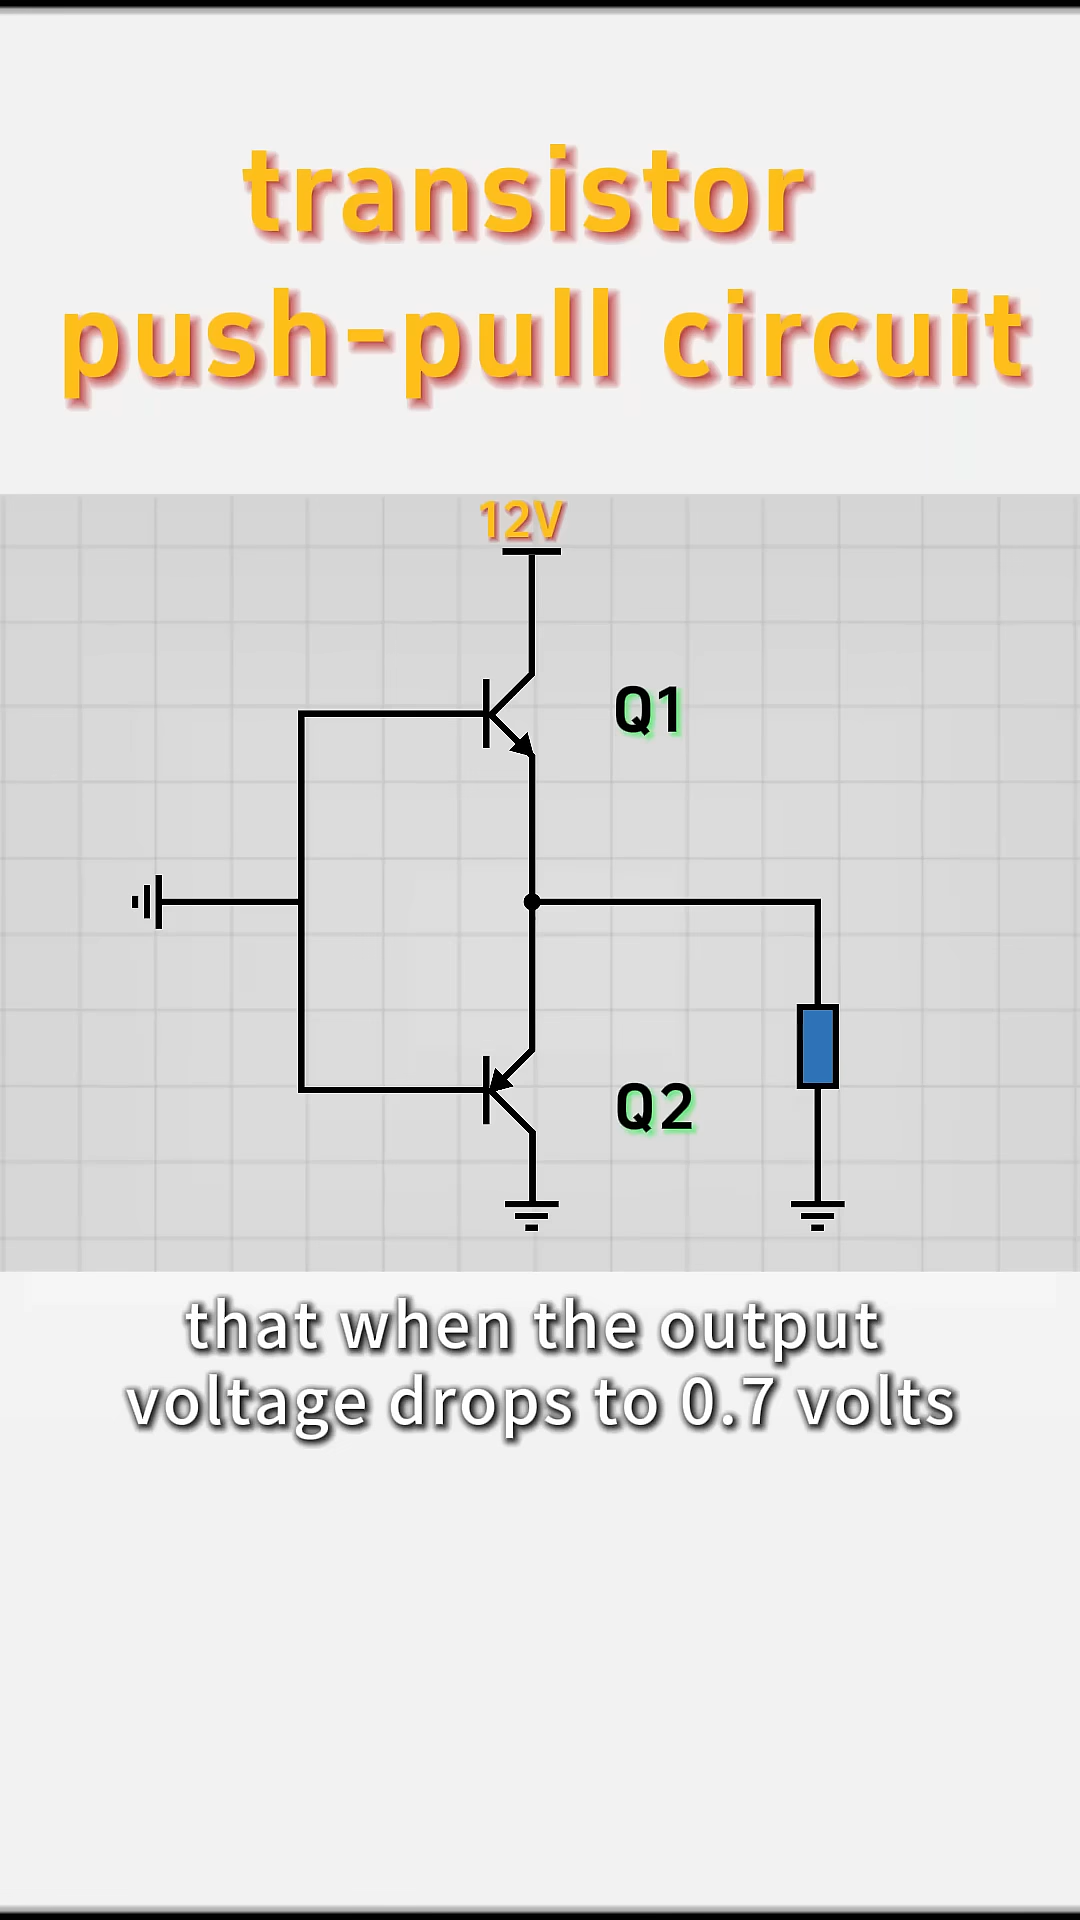 transistor
push-pull circuit
12V
Q1
Q2
that when the output
voltage drops to 0.7 volts